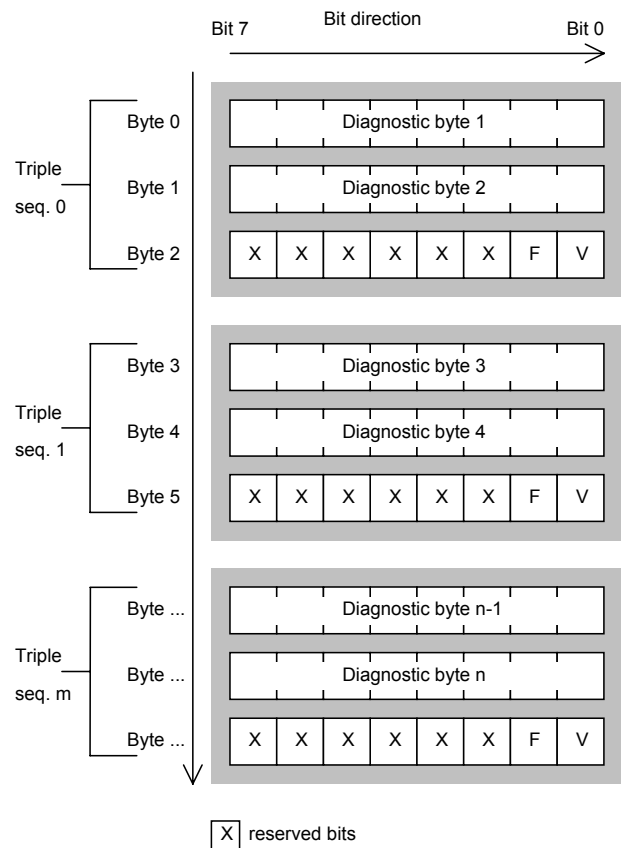 Bit direction
Bit 7 Bit 0
Byte 0 Diagnostic byte 1
Triple
seq. 0
Byte 1 Diagnostic byte 2
Byte 2 X X X X X X F V
Byte 3 Diagnostic byte 3
Triple
seq. 1
Byte 4 Diagnostic byte 4
Byte 5 X X X X X X F V
Byte ... Diagnostic byte n-1
Triple
seq. m
Byte ... Diagnostic byte n
Byte ... X X X X X X F V
X reserved bits